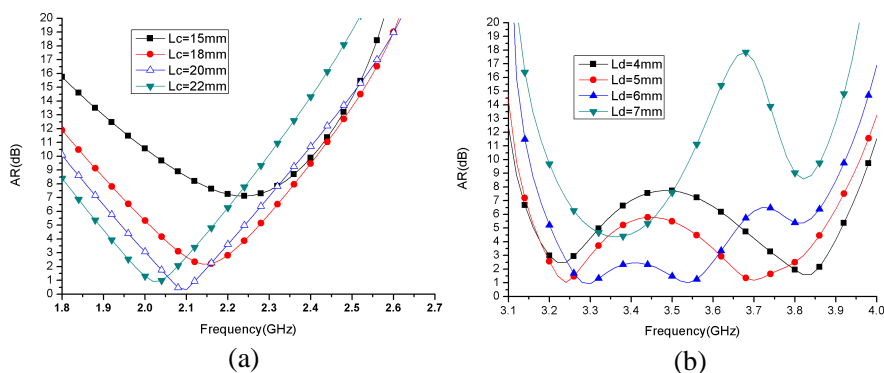 20
19
18
17
16
15
14
13
12
11
10
9
8
7
6
5
4
3
2
1
0
AR(dB)
Lc=15mm
Lc=18mm
Lc=20mm
Lc=22mm
1.8 1.9 2.0 2.1 2.2 2.3 2.4 2.5 2.6 2.7
Frequency(GHz)
(a)
20
19
18
17
16
15
14
13
12
11
10
9
8
7
6
5
4
3
2
1
0
AR(dB)
Ld=4mm
Ld=5mm
Ld=6mm
Ld=7mm
3.1 3.2 3.3 3.4 3.5 3.6 3.7 3.8 3.9 4.0
Frequency(GHz)
(b)